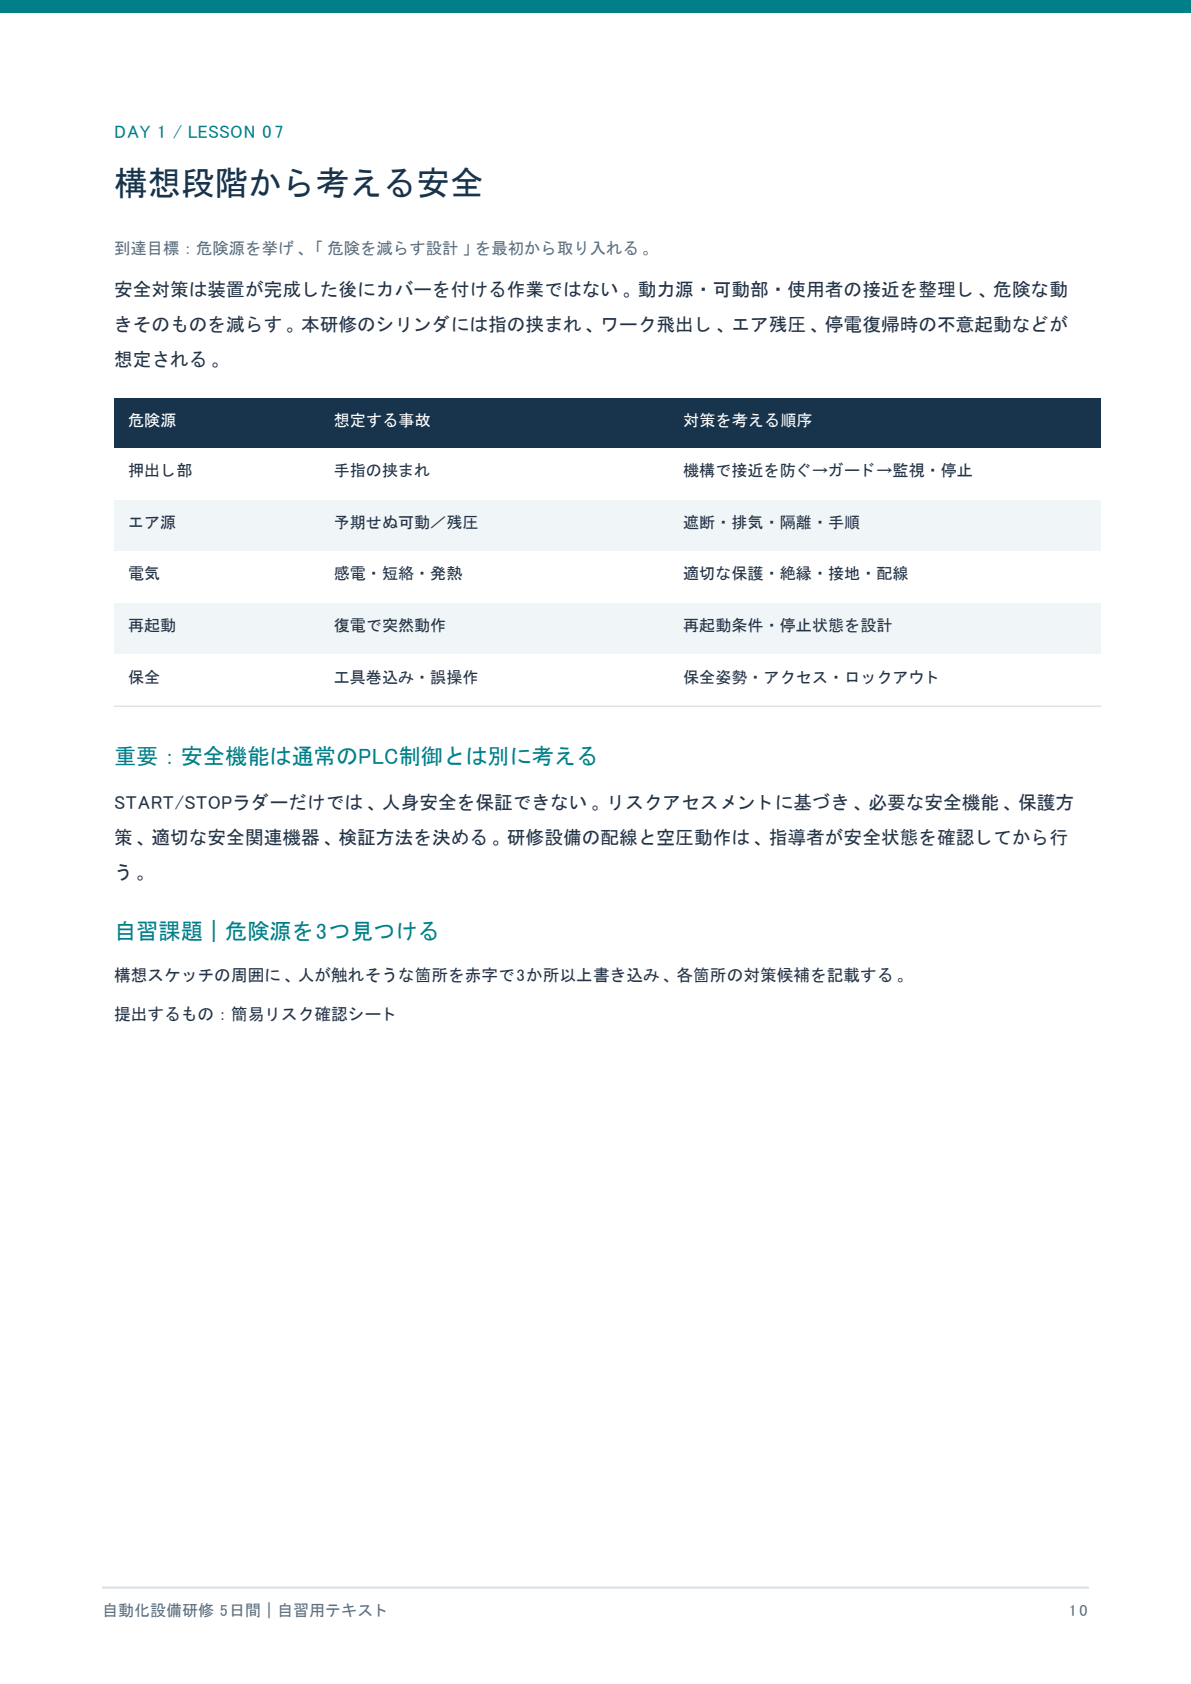 DAY 1 / LESSON 07
構想段階から考える安全
到達目標：危険源を挙げ、「危険を減らす設計」を最初から取り入れる。
安全対策は装置が完成した後にカバーを付ける作業ではない。動力源・可動部・使用者の接近を整理し、危険な動
きそのものを減らす。本研修のシリンダには指の挟まれ、ワーク飛出し、エア残圧、停電復帰時の不意起動などが
想定される。
危険源 想定する事故 対策を考える順序
押出し部 手指の挟まれ 機構で接近を防ぐ→ガード→監視・停止
エア源 予期せぬ可動／残圧 遮断・排気・隔離・手順
電気 感電・短絡・発熱 適切な保護・絶縁・接地・配線
再起動 復電で突然動作 再起動条件・停止状態を設計
保全 工具巻込み・誤操作 保全姿勢・アクセス・ロックアウト
重要：安全機能は通常のPLC制御とは別に考える
START/STOPラダーだけでは、人身安全を保証できない。リスクアセスメントに基づき、必要な安全機能、保護方
策、適切な安全関連機器、検証方法を決める。研修設備の配線と空圧動作は、指導者が安全状態を確認してから行
う。
自習課題｜危険源を3つ見つける
構想スケッチの周囲に、人が触れそうな箇所を赤字で3か所以上書き込み、各箇所の対策候補を記載する。
提出するもの：簡易リスク確認シート
自動化設備研修 5日間｜自習用テキスト 10